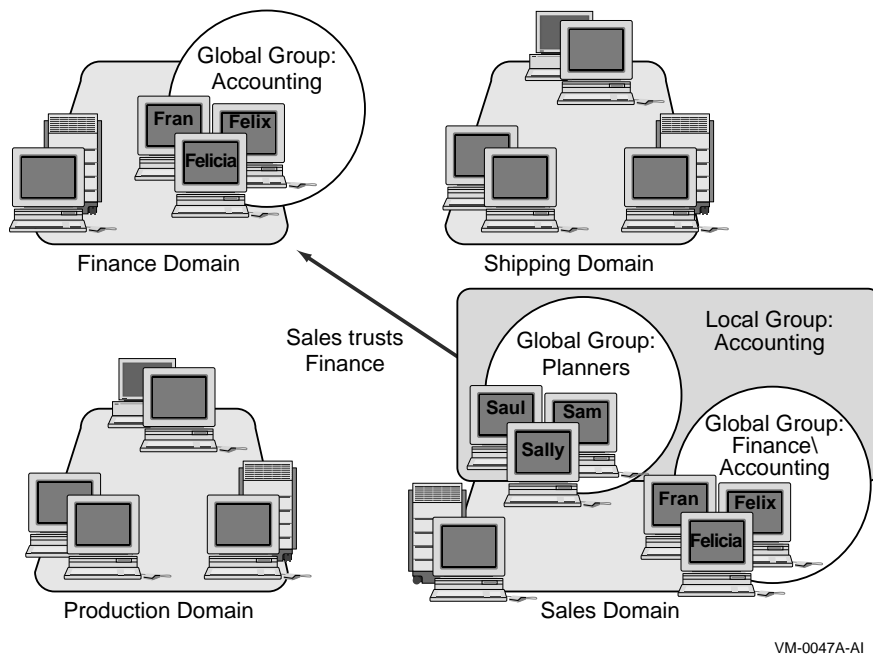 Global Group:
Accounting
Fran
Felix
Felicia
Finance Domain
Shipping Domain
Sales trusts
Finance
Local Group:
Accounting
Global Group:
Planners
Saul
Sam
Sally
Global Group:
Finance\
Accounting
Fran
Felix
Felicia
Production Domain
Sales Domain
VM-0047A-AI